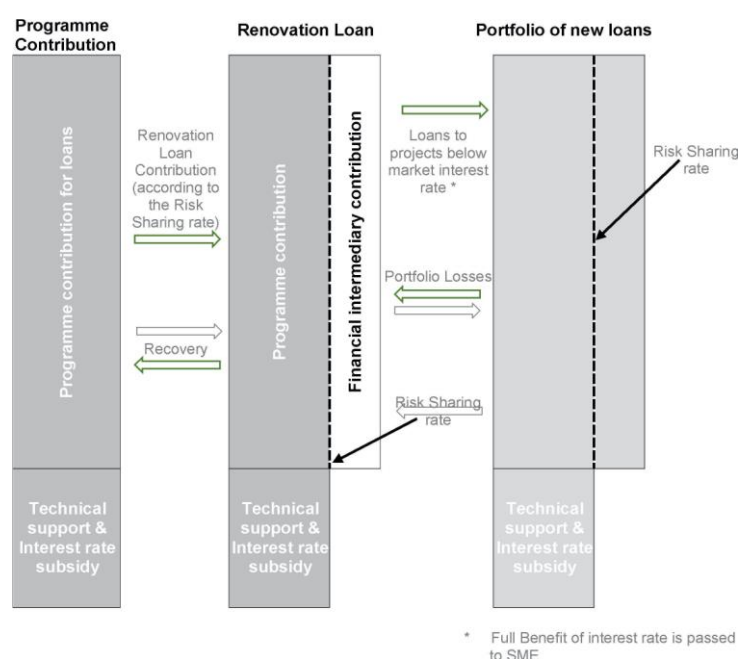 Programme
Contribution
Renovation Loan
Portfolio of new loans
Programme contribution for loans
Renovation
Loan
Contribution
(according to
the Risk
Sharing rate)
Recovery
Programme contribution
Financial intermediary contribution
Loans to
projects below
market interest
rate *
Portfolio Losses
Risk Sharing
rate
Risk Sharing
rate
Technical
support &
Interest rate
subsidy
Technical
support &
Interest rate
subsidy
Technical
support &
Interest rate
subsidy
* Full Benefit of interest rate is passed
to SME